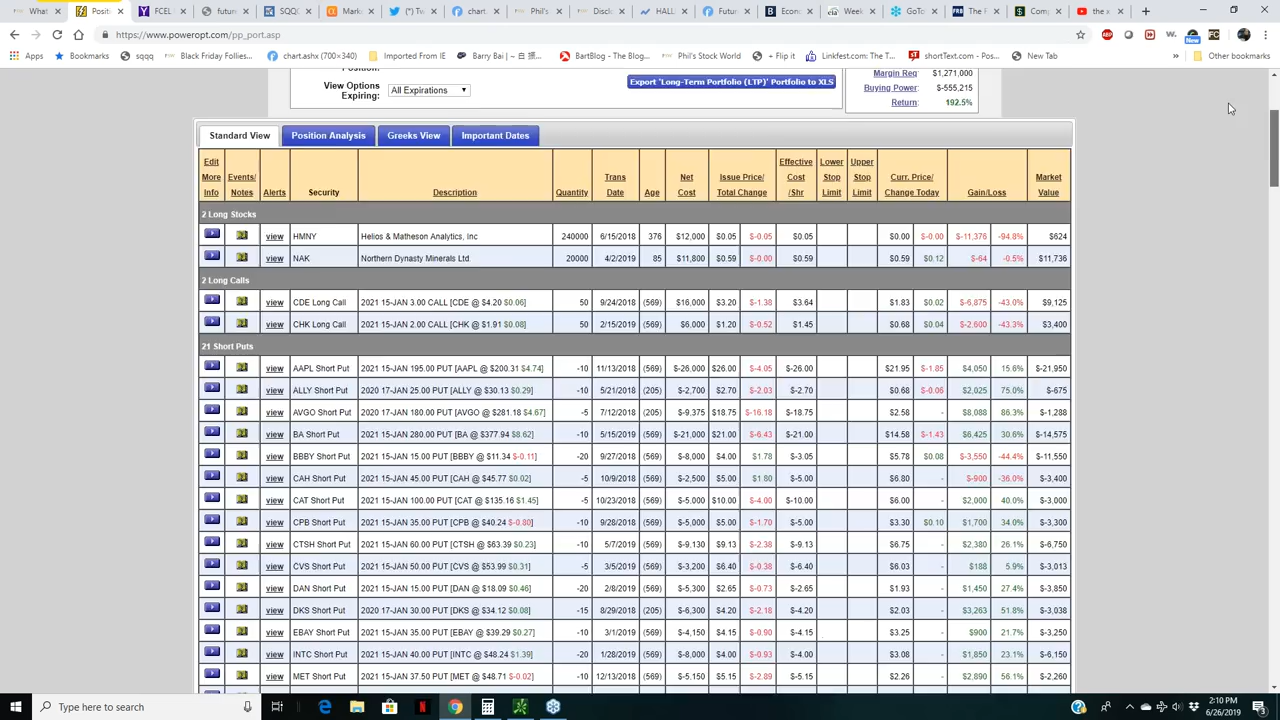 What
Positi
FCEL
future
SQQQ
Marke
(*) Tw
chart
Phil's
Disclo
HALL
Futur
Econo
Week
GoTo
FRB F
Comp
the x
https://www.poweropt.com/pp_port.asp
Apps
Bookmarks
sqqq
Black Friday Follies...
chart.ashx (700×340)
Imported From IE
BartBlog - The Blog...
Phil's Stock World
+ Flip it
Linkfest.com: The T...
shortText.com - Pos...
New Tab
»
Other bookmarks
Position:
View Options
Expiring:
All Expirations
Export 'Long-Term Portfolio (LTP)' Portfolio to XLS
Margin Req: $1,271,000
Buying Power: $-555,215
Return: 192.5%
Standard View Position Analysis Greeks View Important Dates
Edit More Info Events/ Notes Alerts Security Description Quantity Trans Date Age Net Cost Issue Price/ Total Change Effective Cost /Shr Lower Stop Limit Upper Stop Limit Curr. Price/ Change Today Gain/Loss Market Value
2 Long Stocks
view HMNY Helios & Matheson Analytics, Inc 240000 6/15/2018 376 $12,000 $0.05 $-0.05 $0.05 $0.00 $-0.00 $-11,376 -94.8% $624
view NAK Northern Dynasty Minerals Ltd. 20000 4/2/2019 85 $11,800 $0.59 $-0.00 $0.59 $0.59 $0.12 $-64 -0.5% $11,736
2 Long Calls
view CDE Long Call 2021 15-JAN 3.00 CALL [CDE @ $4.20 $0.06] 50 9/24/2018 (569) $16,000 $3.20 $-1.38 $3.64 $1.83 $0.02 $-6,875 -43.0% $9,125
view CHK Long Call 2021 15-JAN 2.00 CALL [CHK @ $1.91 $0.08] 50 2/15/2019 (569) $6,000 $1.20 $-0.52 $1.45 $0.68 $0.04 $-2,600 -43.3% $3,400
21 Short Puts
view AAPL Short Put 2021 15-JAN 195.00 PUT [AAPL @ $200.31 $4.74] -10 11/13/2018 (569) $-26,000 $26.00 $-4.05 $-26.00 $21.95 $-1.85 $4,050 15.6% $-21,950
view ALLY Short Put 2020 17-JAN 25.00 PUT [ALLY @ $30.13 $0.29] -10 5/21/2018 (205) $-2,700 $2.70 $-2.03 $-2.70 $0.68 $-0.06 $2,025 75.0% $-675
view AVGO Short Put 2020 17-JAN 180.00 PUT [AVGO @ $281.18 $4.67] -5 7/12/2018 (205) $-9,375 $18.75 $-16.18 $-18.75 $2.58 - $8,088 86.3% $-1,288
view BA Short Put 2021 15-JAN 280.00 PUT [BA @ $377.94 $8.62] -10 5/15/2019 (569) $-21,000 $21.00 $-6.43 $-21.00 $14.58 $-1.43 $6,425 30.6% $-14,575
view BBBY Short Put 2021 15-JAN 15.00 PUT [BBBY @ $11.34 $-0.11] -20 9/27/2018 (569) $-8,000 $4.00 $1.78 $-3.05 $5.78 $0.08 $-3,550 -44.4% $-11,550
view CAH Short Put 2021 15-JAN 45.00 PUT [CAH @ $45.77 $0.02] -5 10/9/2018 (569) $-2,500 $5.00 $1.80 $-5.00 $6.80 - $-900 -36.0% $-3,400
view CAT Short Put 2021 15-JAN 100.00 PUT [CAT @ $135.16 $1.45] -5 10/23/2018 (569) $-5,000 $10.00 $-4.00 $-10.00 $6.00 - $2,000 40.0% $-3,000
view CPB Short Put 2021 15-JAN 35.00 PUT [CPB @ $40.24 $-0.80] -10 9/28/2018 (569) $-5,000 $5.00 $-1.70 $-5.00 $3.30 $0.10 $1,700 34.0% $-3,300
view CTSH Short Put 2021 15-JAN 60.00 PUT [CTSH @ $63.39 $0.23] -10 5/7/2019 (569) $-9,130 $9.13 $-2.38 $-9.13 $6.75 - $2,380 26.1% $-6,750
view CVS Short Put 2021 15-JAN 50.00 PUT [CVS @ $53.99 $0.31] -5 3/5/2019 (569) $-3,200 $6.40 $-0.38 $-6.40 $6.03 - $188 5.9% $-3,013
view DAN Short Put 2021 15-JAN 18.00 PUT [DAN @ $18.09 $0.46] -20 2/8/2019 (569) $-5,300 $2.65 $-0.73 $-2.65 $1.93 - $1,450 27.4% $-3,850
view DKS Short Put 2020 17-JAN 30.00 PUT [DKS @ $34.12 $0.08] -15 8/29/2018 (205) $-6,300 $4.20 $-2.18 $-4.20 $2.03 - $3,263 51.8% $-3,038
view EBAY Short Put 2021 15-JAN 35.00 PUT [EBAY @ $39.29 $0.27] -10 3/1/2019 (569) $-4,150 $4.15 $-0.90 $-4.15 $3.25 - $900 21.7% $-3,250
view INTC Short Put 2021 15-JAN 40.00 PUT [INTC @ $48.24 $1.39] -20 1/28/2019 (569) $-8,000 $4.00 $-0.93 $-4.00 $3.08 - $1,850 23.1% $-6,150
view MET Short Put 2021 15-JAN 37.50 PUT [MET @ $48.71 $-0.02] -10 12/13/2018 (569) $-5,150 $5.15 $-2.89 $-5.15 $2.26 - $2,890 56.1% $-2,260
Type here to search
2:10 PM
6/26/2019